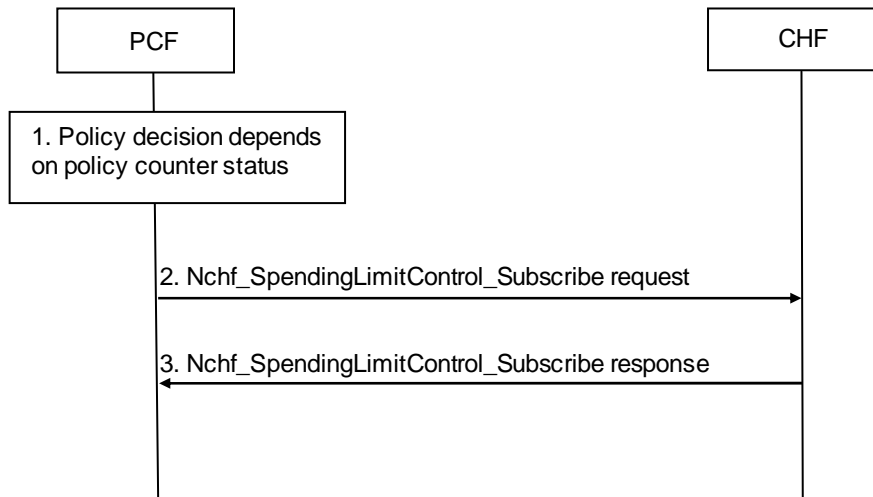 PCF
CHF
1. Policy decision depends
on policy counter status
2. Nchf_SpendingLimitControl_Subscribe request
3. Nchf_SpendingLimitControl_Subscribe response